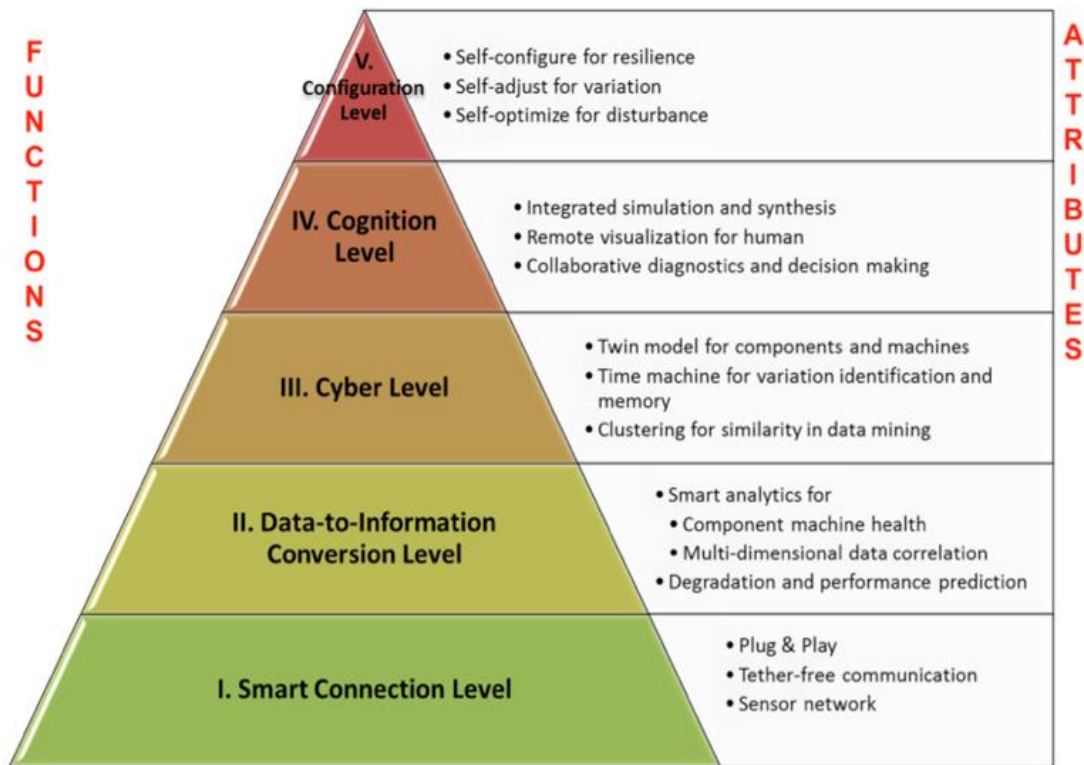 FUNCTIONS
ATTRIBUTES
V.
Configuration
Level
• Self-configure for resilience
• Self-adjust for variation
• Self-optimize for disturbance
IV. Cognition
Level
• Integrated simulation and synthesis
• Remote visualization for human
• Collaborative diagnostics and decision making
III. Cyber Level
• Twin model for components and machines
• Time machine for variation identification and
memory
• Clustering for similarity in data mining
II. Data-to-Information
Conversion Level
• Smart analytics for
• Component machine health
• Multi-dimensional data correlation
• Degradation and performance prediction
I. Smart Connection Level
• Plug & Play
• Tether-free communication
• Sensor network